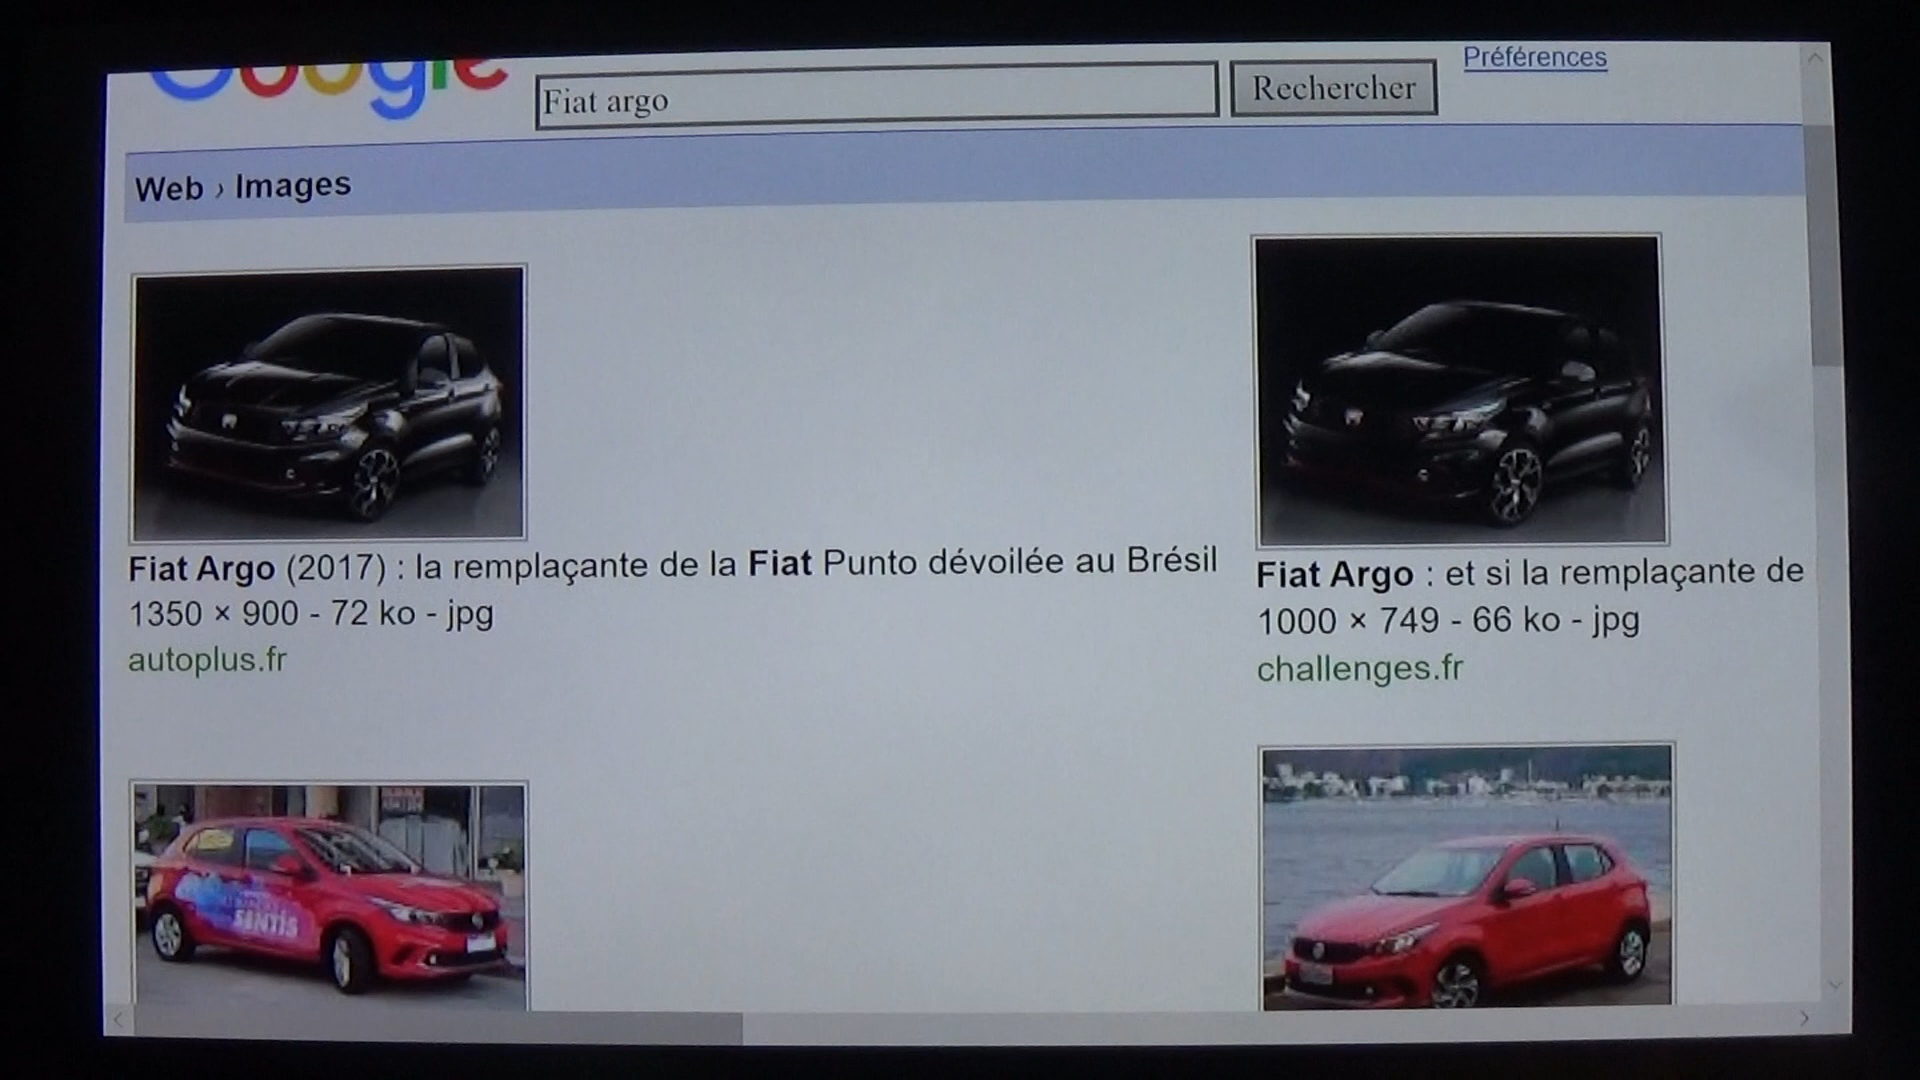 Google
Fiat argo
Rechercher
Préférences
Web › Images
Fiat Argo (2017) : la remplaçante de la Fiat Punto dévoilée au Brésil
1350 × 900 - 72 ko - jpg
autoplus.fr
Fiat Argo : et si la remplaçante de
1000 × 749 - 66 ko - jpg
challenges.fr
SENTIS